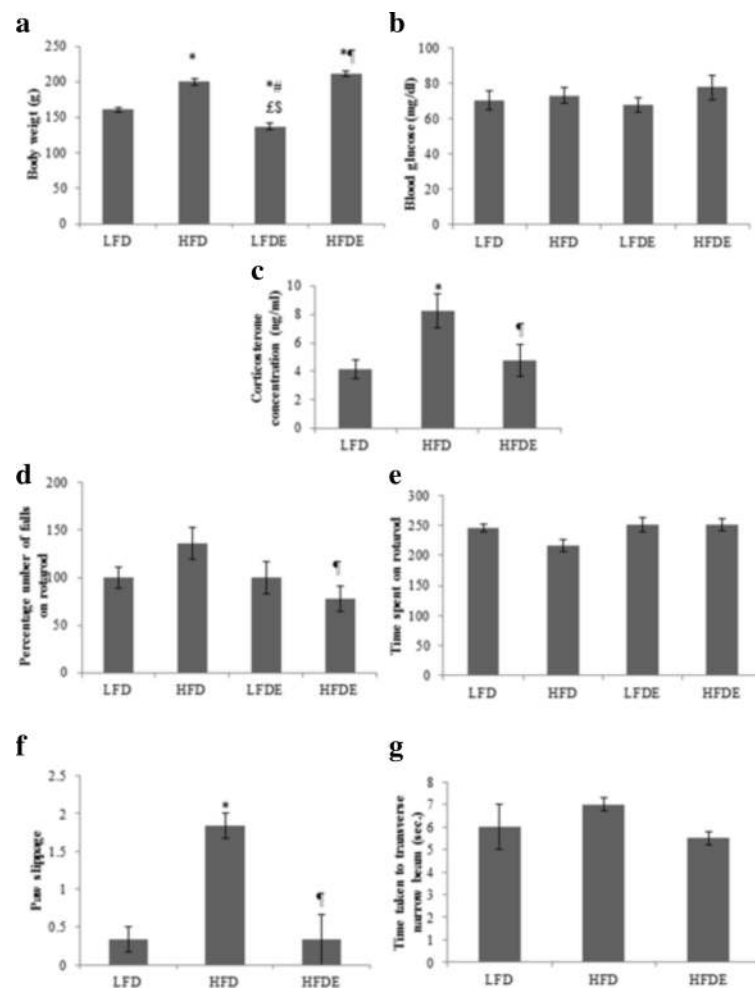 a
Body weigt (g)
250
200
150
100
50
0
*
*#
£$
*¶
LFD HFD LFDE HFDE
b
Blood glucose (mg/dl)
100
80
60
40
20
0
LFD HFD LFDE HFDE
c
Corticosterone
concentration (ng/ml)
10
8
6
4
2
0
*
¶
LFD HFD HFDE
d
Percentage number of falls
on rotarod
200
150
100
50
0
¶
LFD HFD LFDE HFDE
e
Time spent on rotarod
300
250
200
150
100
50
0
LFD HFD LFDE HFDE
f
Paw slippage
2.5
2
1.5
1
0.5
0
*
¶
LFD HFD HFDE
g
Time taken to transverse
narrow beam (sec.)
8
7
6
5
4
3
2
1
0
LFD HFD HFDE